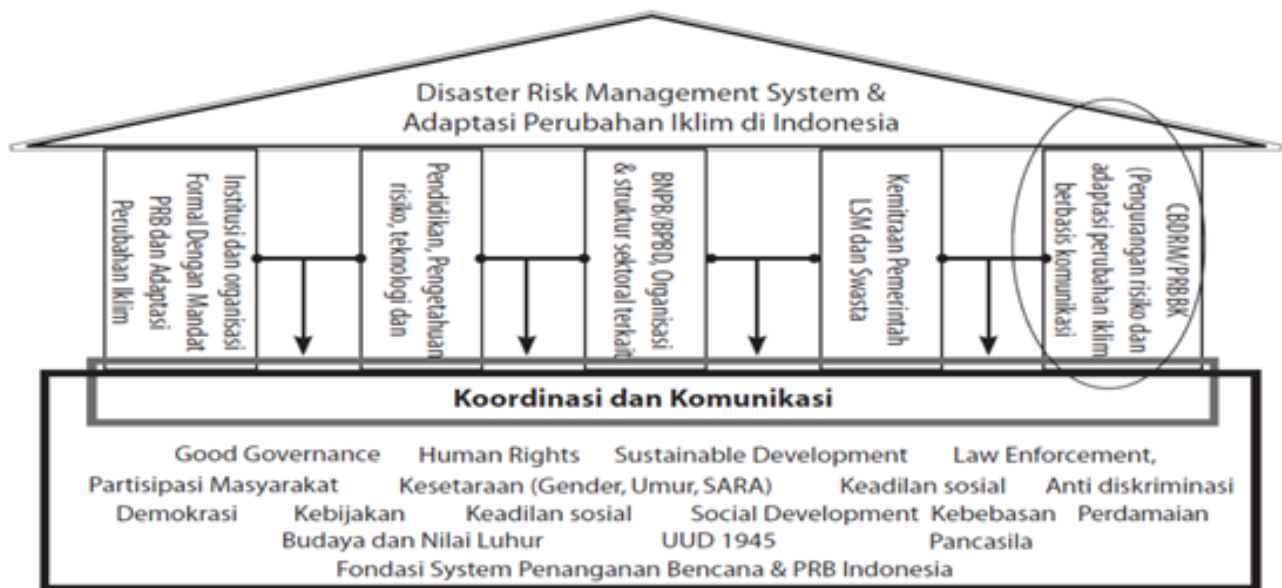 Disaster Risk Management System &
Adaptasi Perubahan Iklim di Indonesia
Institusi dan organisasi
Formal Dengan Mandat
PRB dan Adaptasi
Perubahan Iklim
Pendidikan, Pengetahuan
risiko, teknologi dan
BNPB/BPBD, Organisasi
& struktur sektoral terkait
Kemitraan Pemerintah
LSM dan Swasta
CBDRM/PRBBK
(Pengurangan risiko dan
adaptasi perubahan iklim
berbasis komunikasi
Koordinasi dan Komunikasi
Good Governance Human Rights Sustainable Development Law Enforcement,
Partisipasi Masyarakat Kesetaraan (Gender, Umur, SARA) Keadilan sosial Anti diskriminasi
Demokrasi Kebijakan Keadilan sosial Social Development Kebebasan Perdamaian
Budaya dan Nilai Luhur UUD 1945 Pancasila
Fondasi System Penanganan Bencana & PRB Indonesia